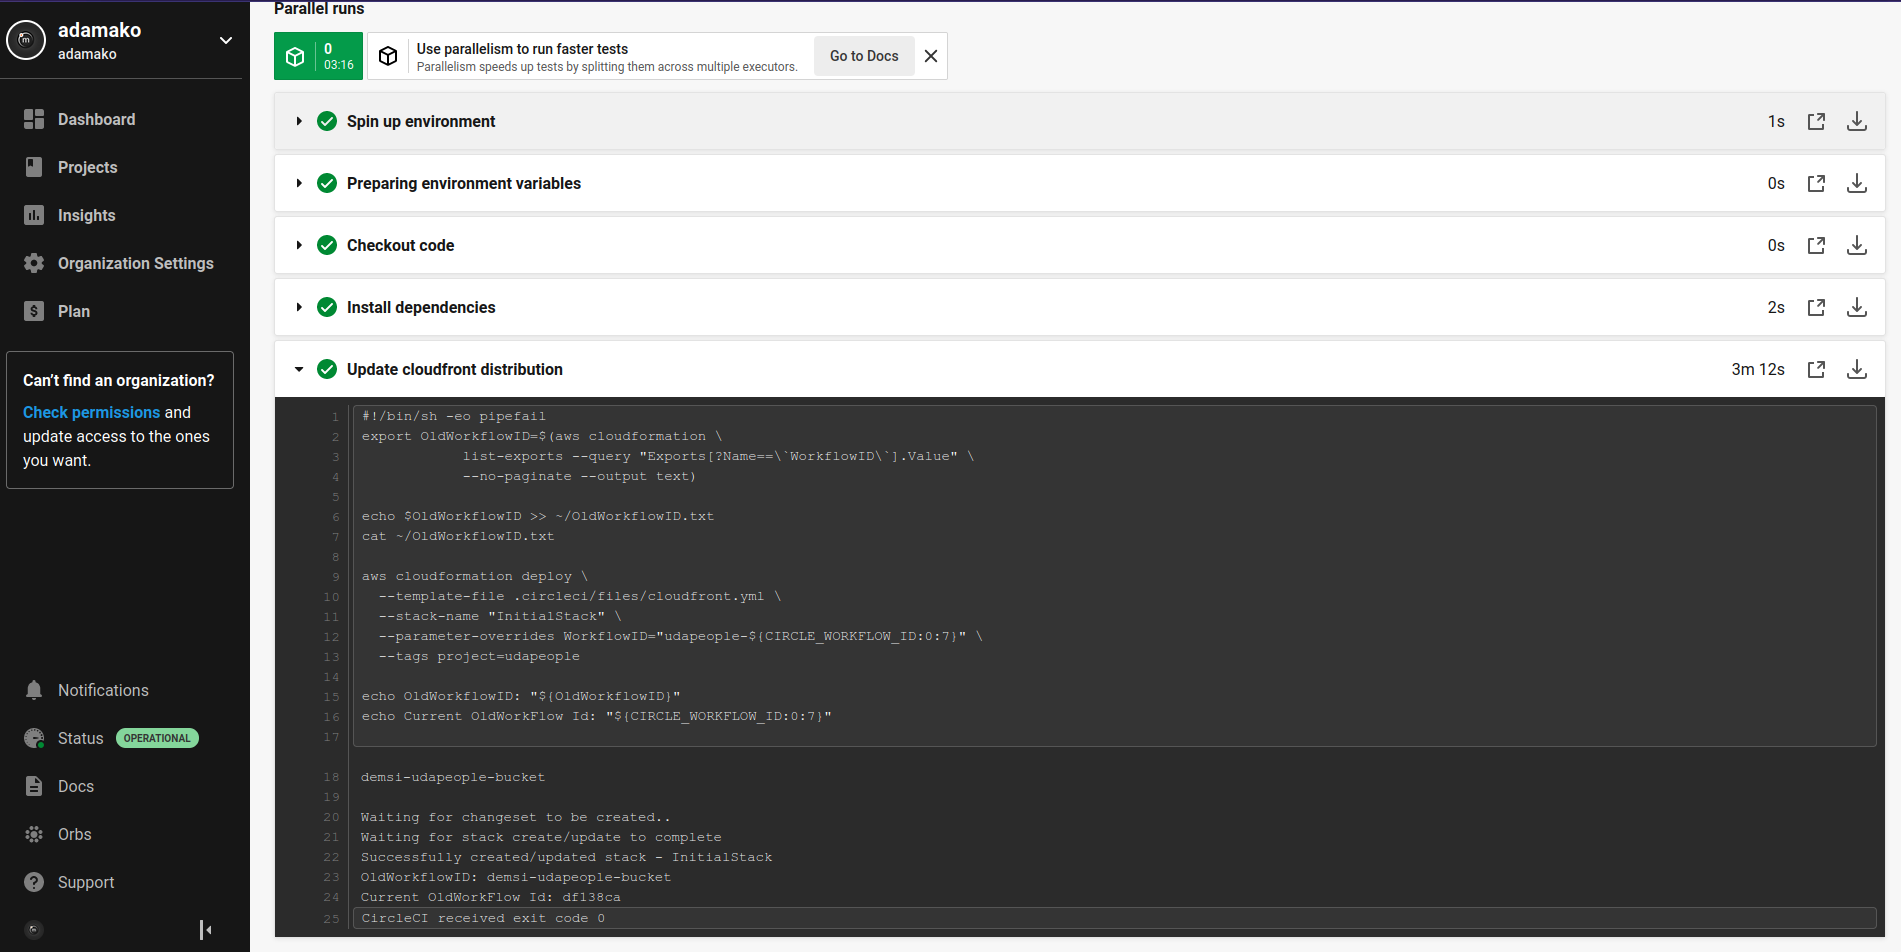 adamako
adamako
Dashboard
Projects
Insights
Organization Settings
Plan
Can't find an organization?
Check permissions and
update access to the ones
you want.
Notifications
Status OPERATIONAL
Docs
Orbs
Support
Parallel runs
0
03:16
Use parallelism to run faster tests
Parallelism speeds up tests by splitting them across multiple executors.
Go to Docs
Spin up environment 1s
Preparing environment variables 0s
Checkout code 0s
Install dependencies 2s
Update cloudfront distribution 3m 12s
1 #!/bin/sh -eo pipefail
2 export OldWorkflowID=$(aws cloudformation \
3 list-exports --query "Exports[?Name==\`WorkflowID\`].Value" \
4 --no-paginate --output text)
5
6 echo $OldWorkflowID >> ~/OldWorkflowID.txt
7 cat ~/OldWorkflowID.txt
8
9 aws cloudformation deploy \
10 --template-file .circleci/files/cloudfront.yml \
11 --stack-name "InitialStack" \
12 --parameter-overrides WorkflowID="udapeople-${CIRCLE_WORKFLOW_ID:0:7}" \
13 --tags project=udapeople
14
15 echo OldWorkflowID: "${OldWorkflowID}"
16 echo Current OldWorkFlow Id: "${CIRCLE_WORKFLOW_ID:0:7}"
17
18 demsi-udapeople-bucket
19
20 Waiting for changeset to be created..
21 Waiting for stack create/update to complete
22 Successfully created/updated stack - InitialStack
23 OldWorkflowID: demsi-udapeople-bucket
24 Current OldWorkFlow Id: df138ca
25 CircleCI received exit code 0